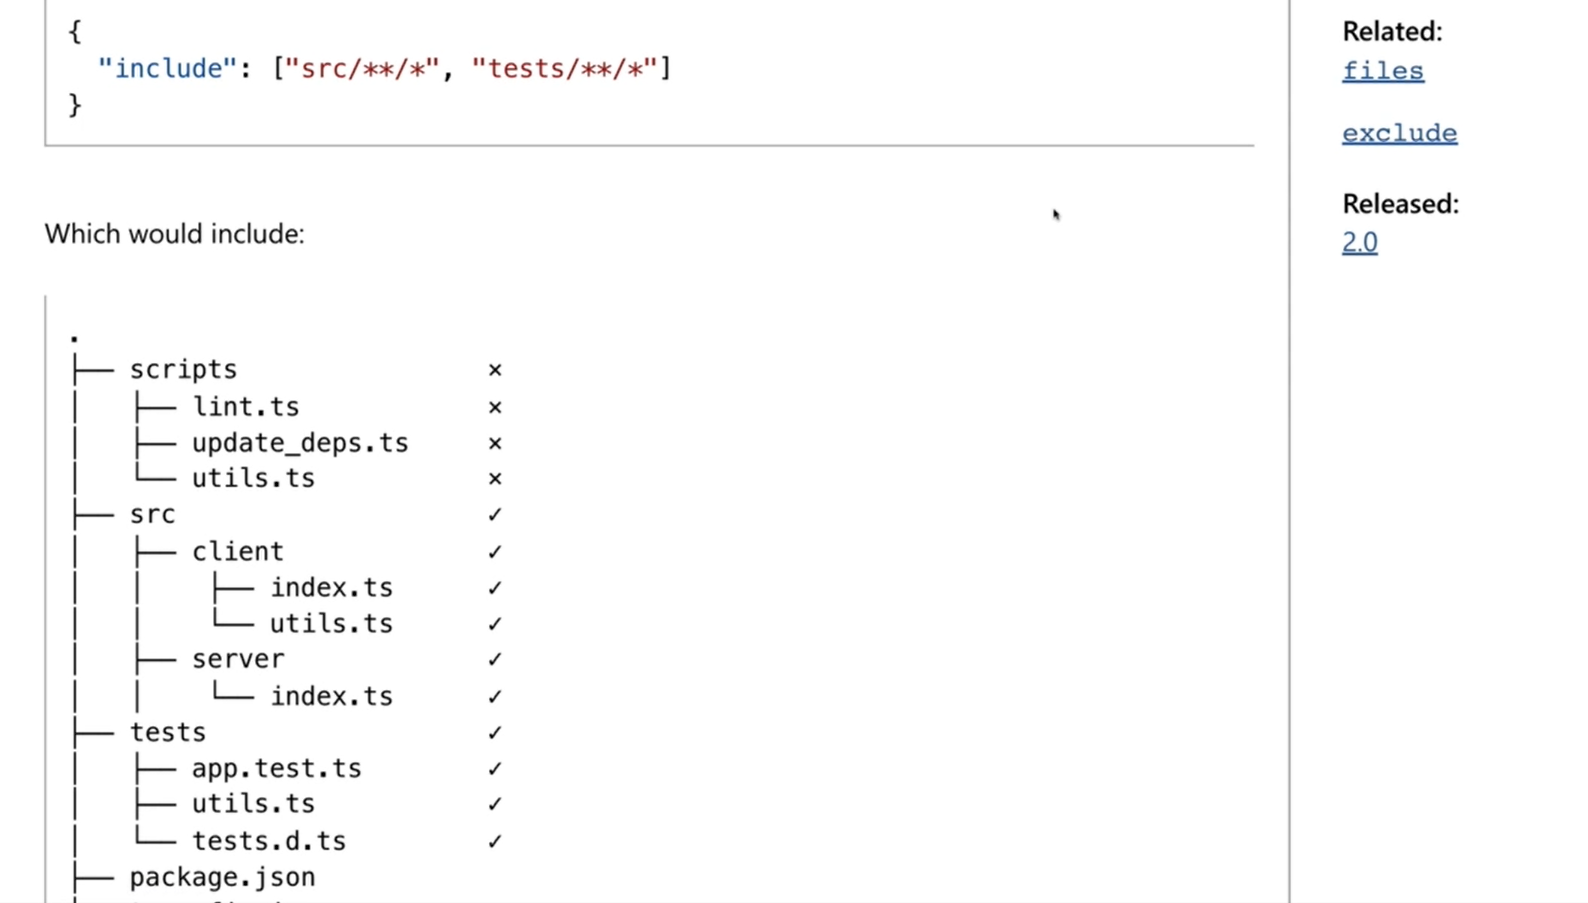 {
  "include": ["src/**/*", "tests/**/*"]
}
Which would include:
.
├── scripts                ⨯
│   ├── lint.ts            ⨯
│   ├── update_deps.ts     ⨯
│   └── utils.ts           ⨯
├── src                    ✓
│   ├── client             ✓
│   │    ├── index.ts      ✓
│   │    └── utils.ts      ✓
│   ├── server             ✓
│   │    └── index.ts      ✓
├── tests                  ✓
│   ├── app.test.ts        ✓
│   ├── utils.ts           ✓
│   └── tests.d.ts         ✓
├── package.json
Related:
files
exclude
Released:
2.0